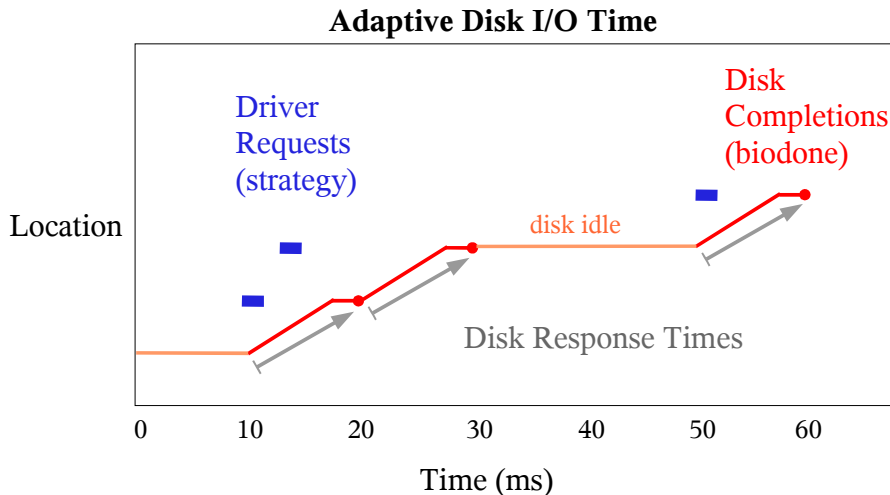 Adaptive Disk I/O Time
Driver
Requests
(strategy)
Disk
Completions
(biodone)
Location
disk idle
Disk Response Times
0 10 20 30 40 50 60
Time (ms)